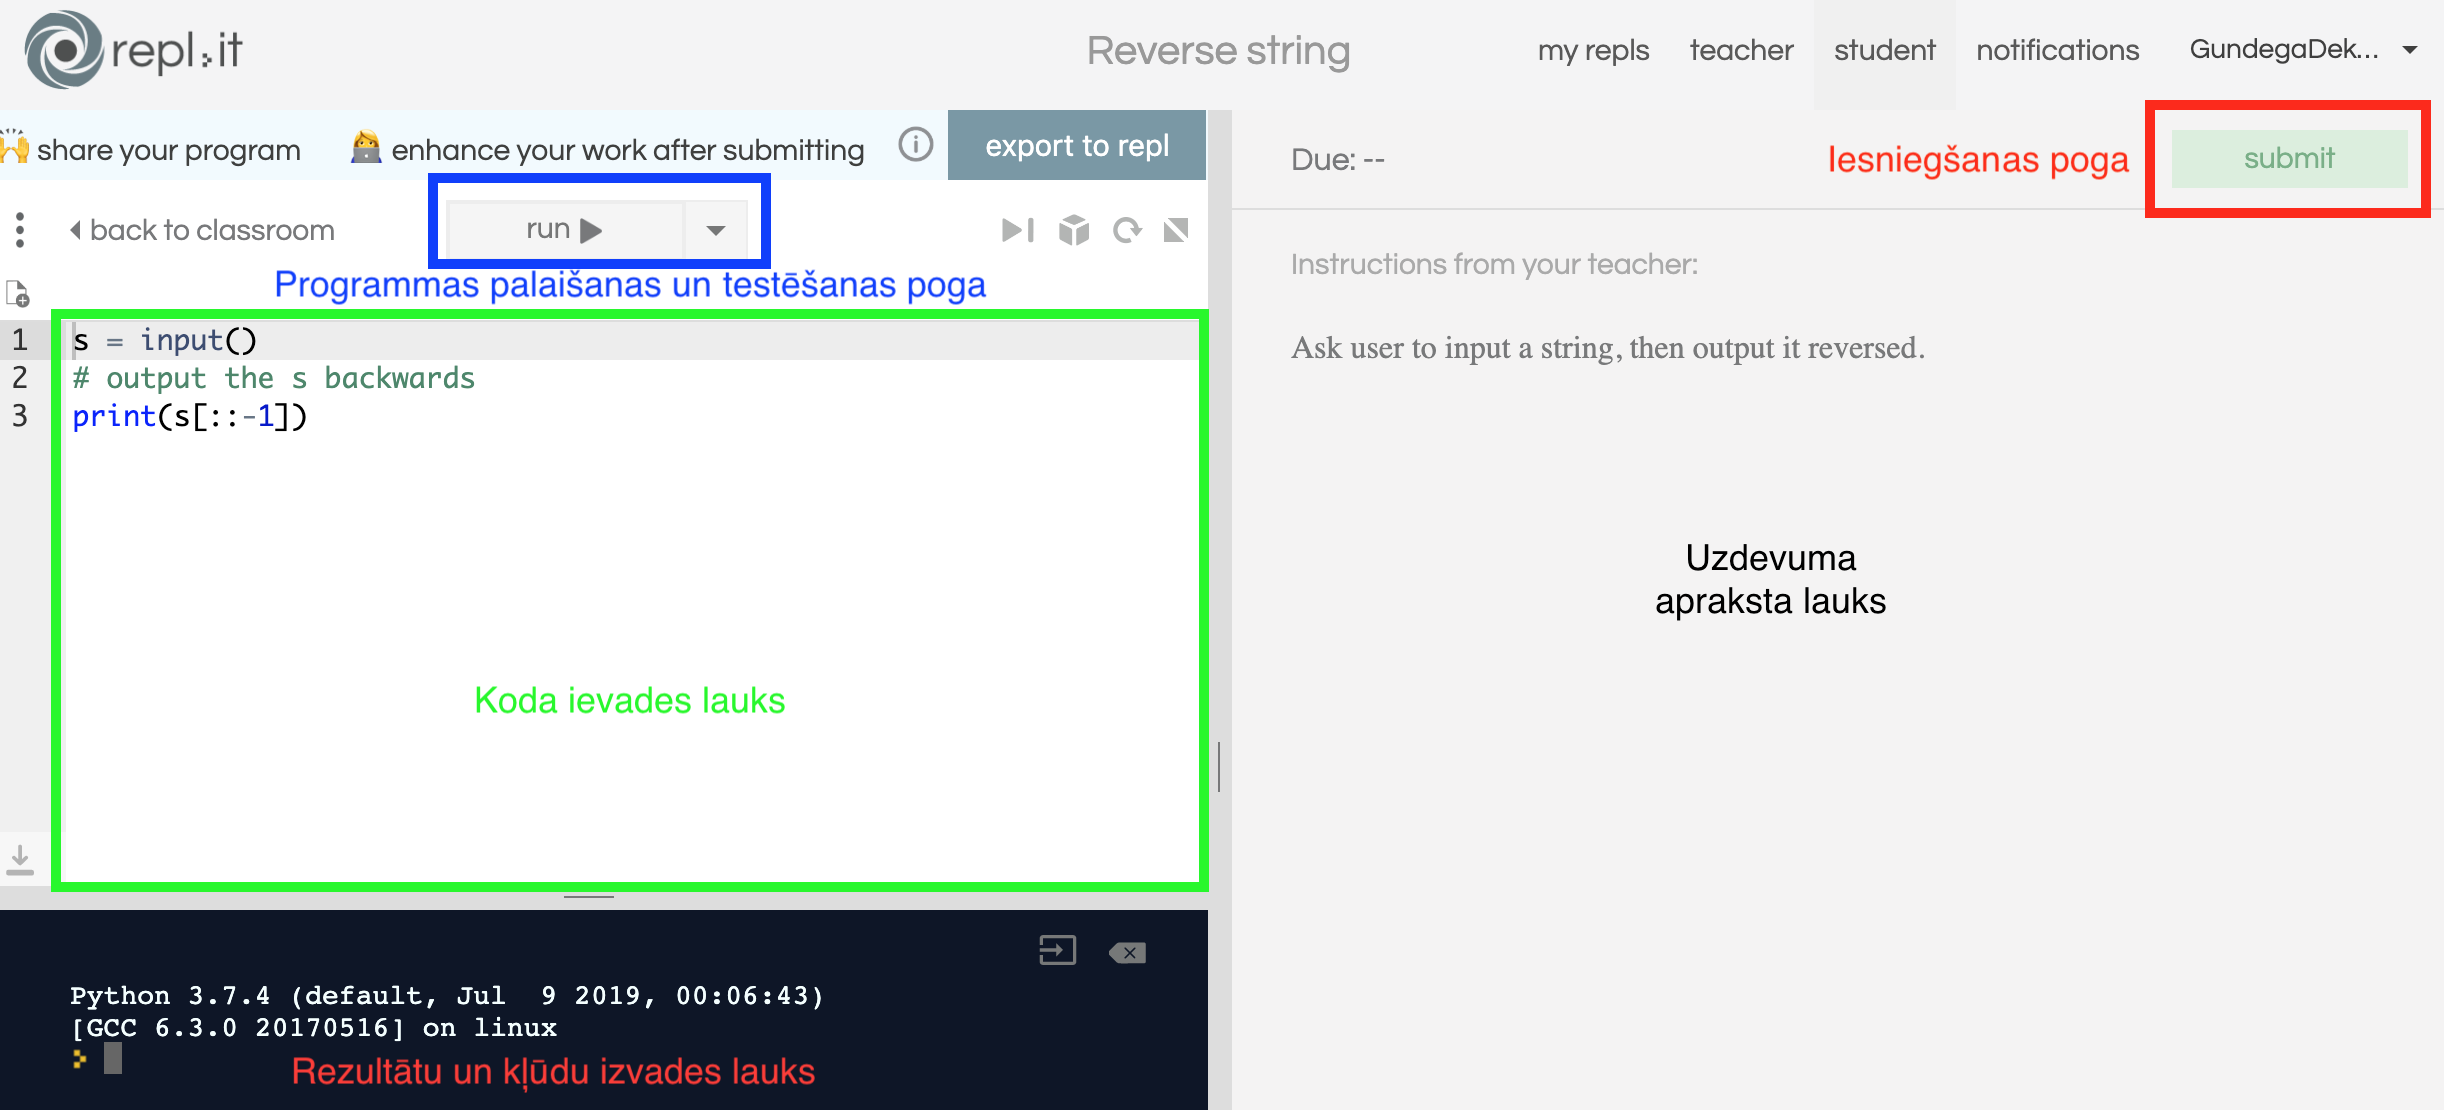 repl.it
Reverse string
my repls
teacher
student
notifications
GundegaDek...
share your program
enhance your work after submitting
export to repl
Due: --
Iesniegšanas poga
submit
back to classroom
run
Programmas palaišanas un testēšanas poga
Instructions from your teacher:
Ask user to input a string, then output it reversed.
1 s = input()
2 # output the s backwards
3 print(s[::-1])
Uzdevuma
apraksta lauks
Koda ievades lauks
Python 3.7.4 (default, Jul  9 2019, 00:06:43)
[GCC 6.3.0 20170516] on linux
Rezultātu un kļūdu izvades lauks